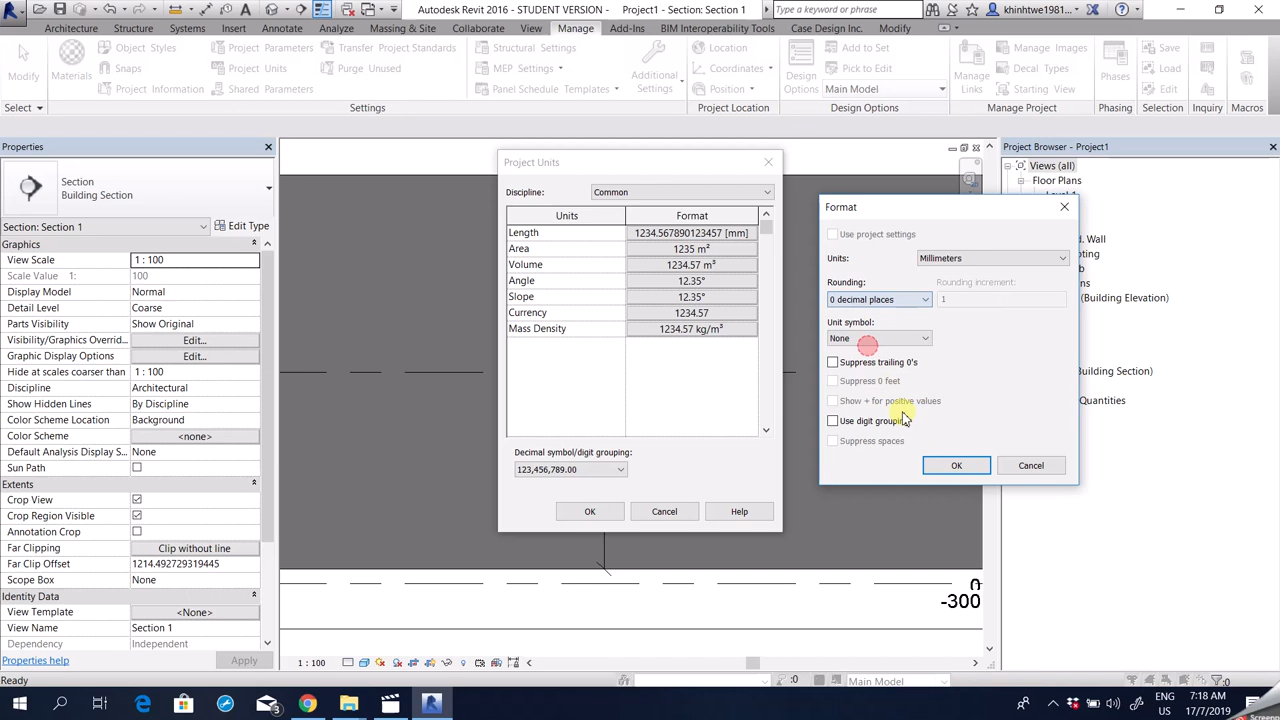 Autodesk Revit 2016 - STUDENT VERSION - Project1 - Section: Section 1
Type a keyword or phrase
khintwe1981...
Architecture Structure Systems Insert Annotate Analyze Massing & Site Collaborate View Manage Add-Ins BIM Interoperability Tools Case Design Inc. Modify
Modify
Materials
Object Styles
Snaps
Project Information
Project Parameters
Project Units
Shared Parameters
Transfer Project Standards
Purge Unused
Structural Settings
MEP Settings
Panel Schedule Templates
Additional
Settings
Location
Coordinates
Position
Design
Options
Add to Set
Pick to Edit
Main Model
Manage
Links
Manage Images
Decal Types
Starting View
Phases
Save
Load
Edit
Select
Settings
Project Location
Design Options
Manage Project
Phasing
Selection
Inquiry
Macros
Properties
Section
Building Section
Section: Section 1
Edit Type
Graphics
View Scale 1 : 100
Scale Value 1: 100
Display Model Normal
Detail Level Coarse
Parts Visibility Show Original
Visibility/Graphics Overrid... Edit...
Graphic Display Options Edit...
Hide at scales coarser than 1 : 100
Discipline Architectural
Show Hidden Lines By Discipline
Color Scheme Location Background
Color Scheme <none>
Default Analysis Display S... None
Sun Path
Extents
Crop View
Crop Region Visible
Annotation Crop
Far Clipping Clip without line
Far Clip Offset 1214.492729319445
Scope Box None
Identity Data
View Template <None>
View Name Section 1
Dependency Independent
Properties help
Apply
Project Units
Discipline: Common
Units Format
Length 1234.567890123457 [mm]
Area 1235 m²
Volume 1234.57 m³
Angle 12.35°
Slope 12.35°
Currency 1234.57
Mass Density 1234.57 kg/m³
Decimal symbol/digit grouping:
123,456,789.00
OK Cancel Help
Format
Use project settings
Units: Millimeters
Rounding: Rounding increment:
0 decimal places 1
Unit symbol:
None
Suppress trailing 0's
Suppress 0 feet
Show + for positive values
Use digit grouping
Suppress spaces
OK Cancel
Project Browser - Project1
Views (all)
Floor Plans
Level 1
d. Wall
oting
(Building Elevation)
Building Section)
Quantities
0
-300
1 : 100
Ready
:0
Main Model
:0
3
ENG
US
7:18 AM
17/7/2019